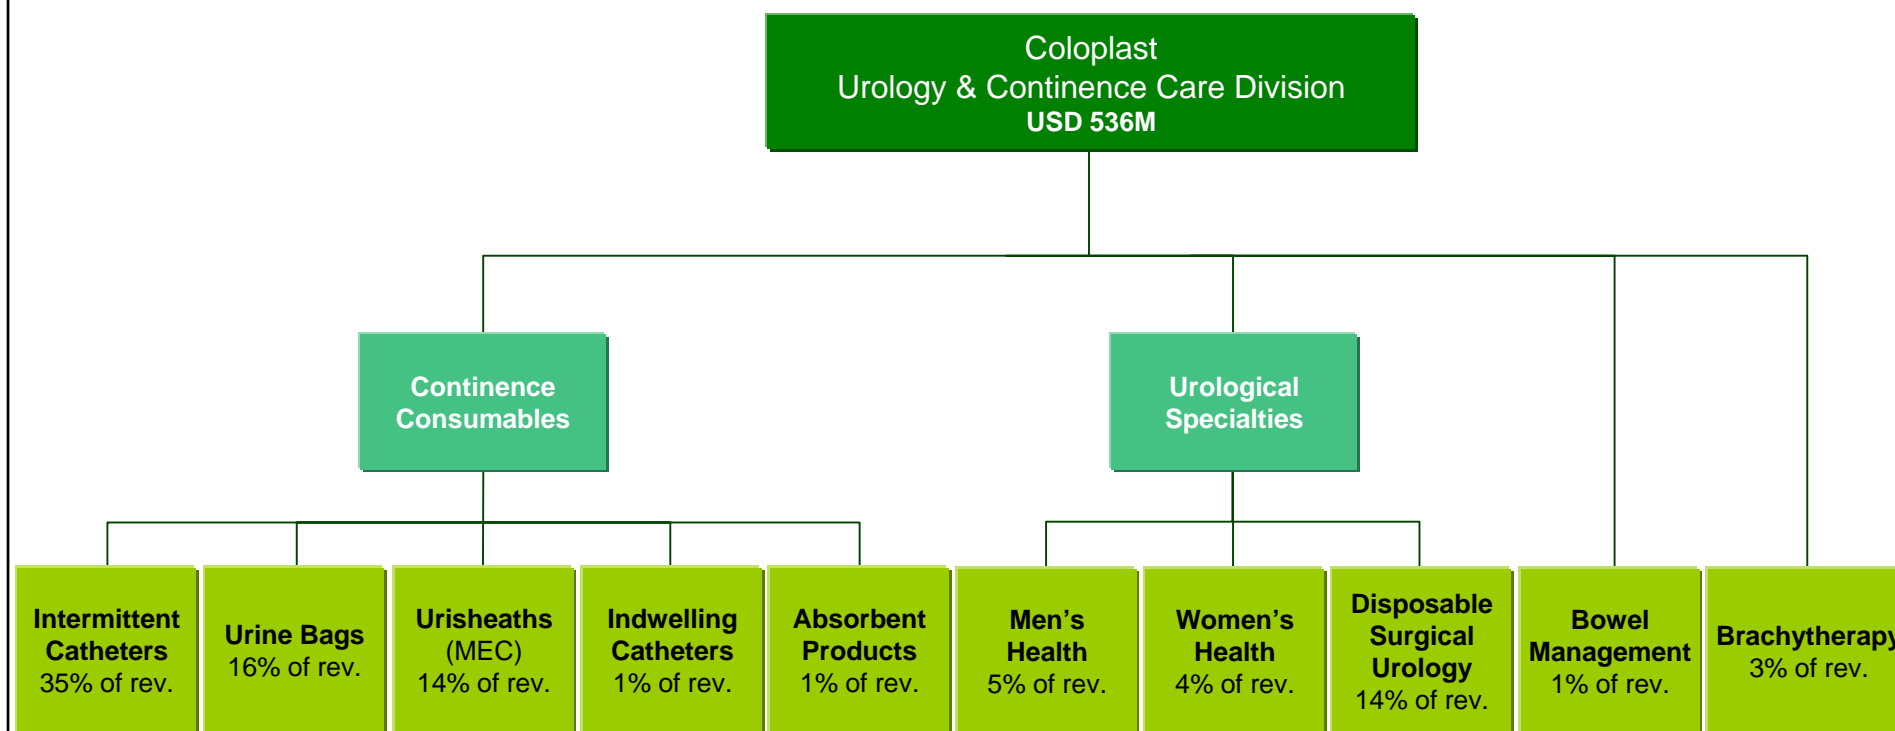 Coloplast
Urology & Continence Care Division
USD 536M
Continence
Consumables
Urological
Specialties
Intermittent
Catheters
35% of rev.
Urine Bags
16% of rev.
Urisheaths
(MEC)
14% of rev.
Indwelling
Catheters
1% of rev.
Absorbent
Products
1% of rev.
Men’s
Health
5% of rev.
Women’s
Health
4% of rev.
Disposable
Surgical
Urology
14% of rev.
Bowel
Management
1% of rev.
Brachytherapy
3% of rev.